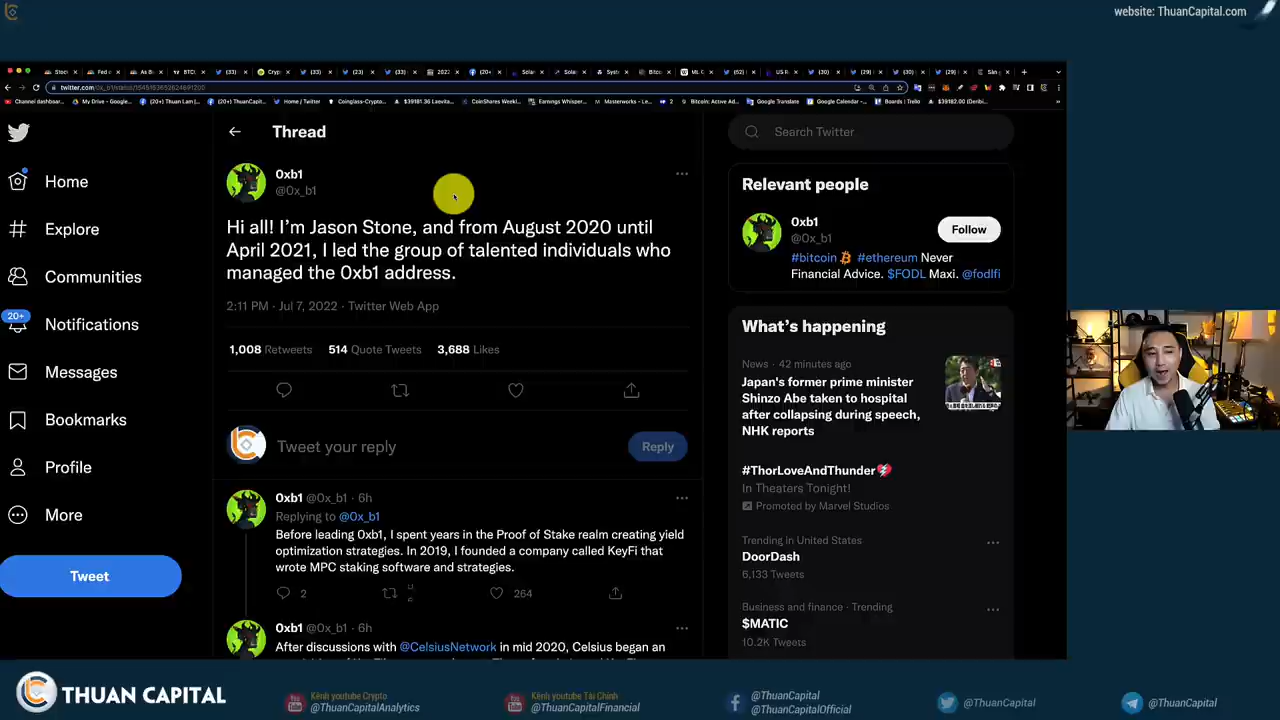 website: ThuanCapital.com
Thread
Search Twitter
Home
Explore
Communities
20+
Notifications
Messages
Bookmarks
Profile
More
Tweet
0xb1
@0x_b1
Hi all! I'm Jason Stone, and from August 2020 until
April 2021, I led the group of talented individuals who
managed the 0xb1 address.
2:11 PM · Jul 7, 2022 · Twitter Web App
1,008 Retweets 514 Quote Tweets 3,688 Likes
Tweet your reply
Reply
0xb1 @0x_b1 · 6h
Replying to @0x_b1
Before leading 0xb1, I spent years in the Proof of Stake realm creating yield
optimization strategies. In 2019, I founded a company called KeyFi that
wrote MPC staking software and strategies.
2
264
0xb1 @0x_b1 · 6h
After discussions with @CelsiusNetwork in mid 2020, Celsius began an
Relevant people
0xb1
@0x_b1
Follow
#bitcoin #ethereum Never
Financial Advice. $FODL Maxi. @fodlfi
What's happening
News · 42 minutes ago
Japan's former prime minister
Shinzo Abe taken to hospital
after collapsing during speech,
NHK reports
#ThorLoveAndThunder
In Theaters Tonight!
Promoted by Marvel Studios
Trending in United States
DoorDash
6,133 Tweets
Business and finance · Trending
$MATIC
10.2K Tweets
THUAN CAPITAL
Kênh youtube Crypto
@ThuanCapitalAnalytics
Kênh youtube Tài Chính
@ThuanCapitalFinancial
@ThuanCapital
@ThuanCapitalOfficial
@ThuanCapital
@ThuanCapital